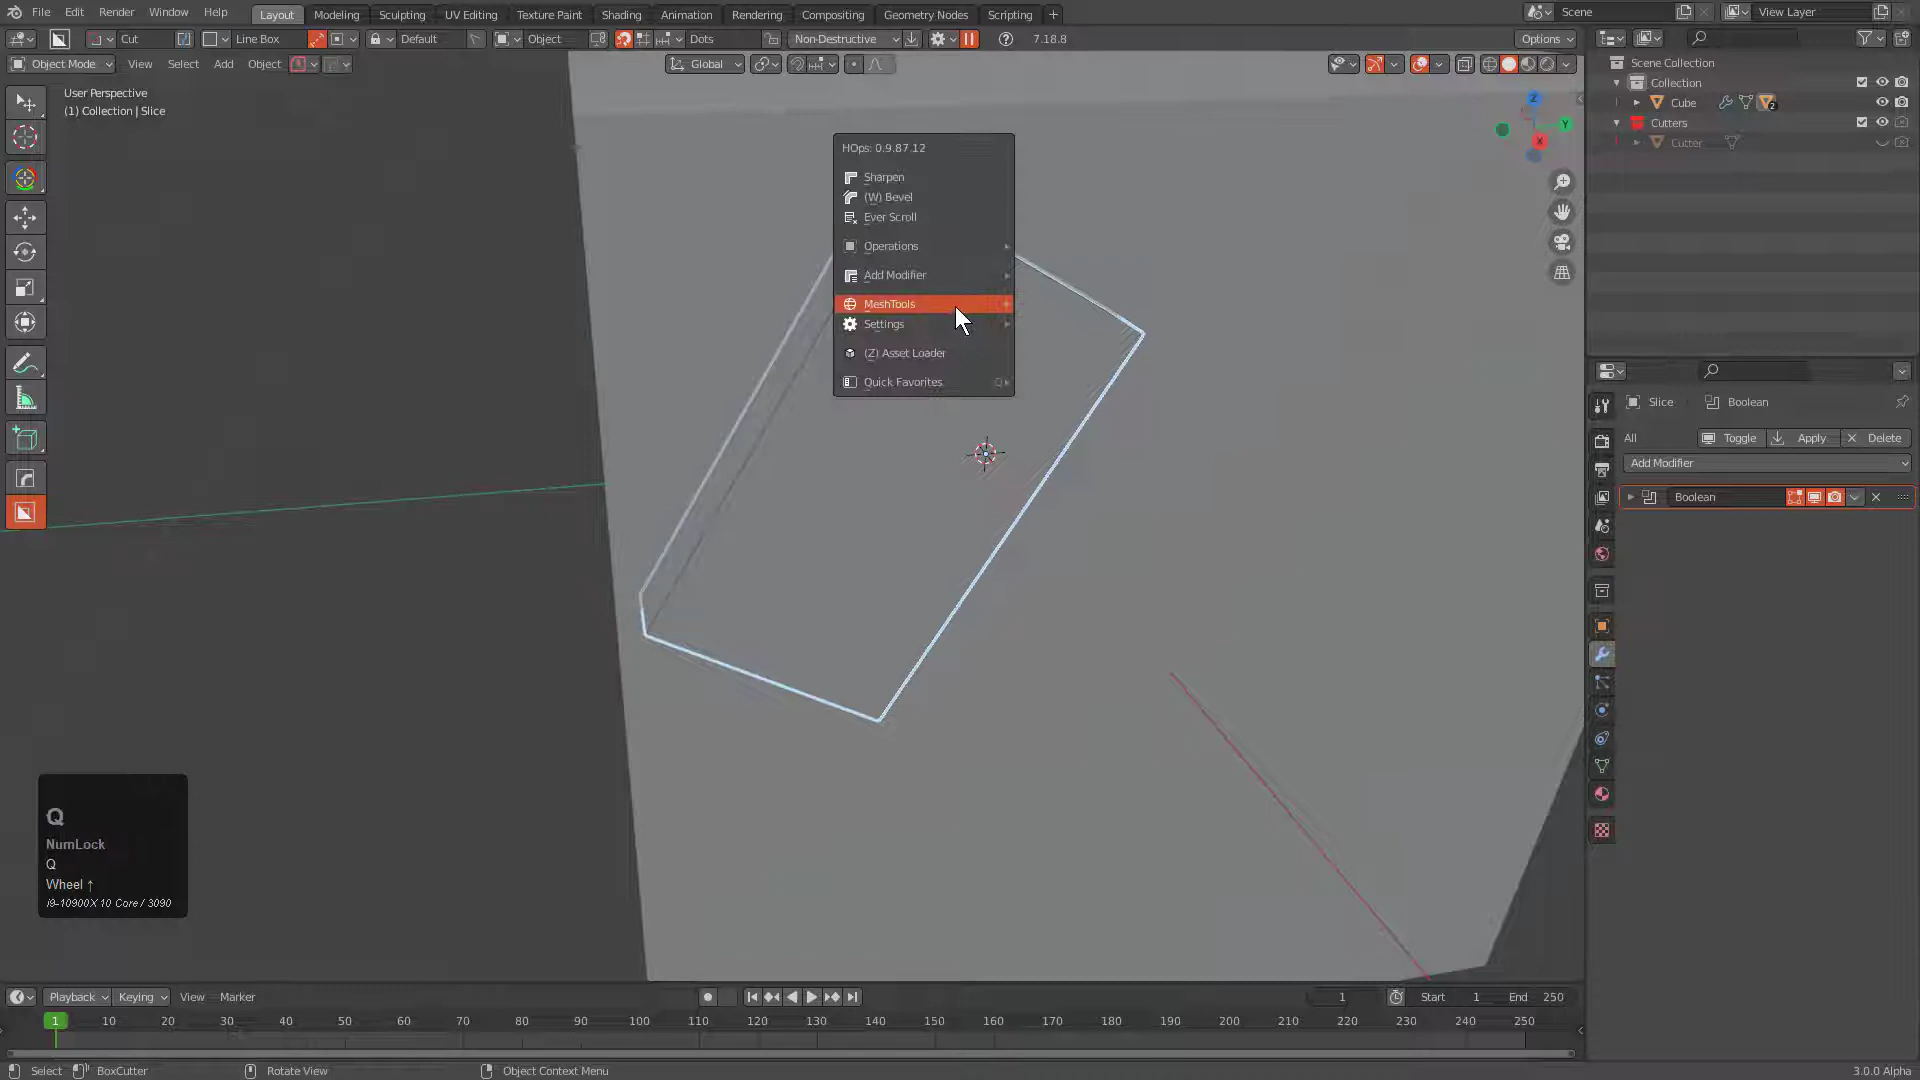 File Edit Render Window Help Layout Modeling Sculpting UV Editing Texture Paint Shading Animation Rendering Compositing Geometry Nodes Scripting + Scene View Layer
Cut Line Box Default Object Dots Non-Destructive 7.18.8 Options
Object Mode View Select Add Object Global
User Perspective
(1) Collection | Slice
Scene Collection
Collection
Cube 2
Cutters
Cutter
Z
Y
X
HOps: 0.9.87.12
Sharpen
(W) Bevel
Ever Scroll
Operations
Add Modifier
MeshTools
Settings
(Z) Asset Loader
Quick Favorites Q
Slice Boolean
All Toggle Apply Delete
Add Modifier
Boolean
Q
NumLock
Q
Wheel ↑
i9-10900X 10 Core / 3090
Playback Keying View Marker 1 Start 1 End 250
1 10 20 30 40 50 60 70 80 90 100 110 120 130 140 150 160 170 180 190 200 210 220 230 240 250
Select BoxCutter Rotate View Object Context Menu 3.0.0 Alpha